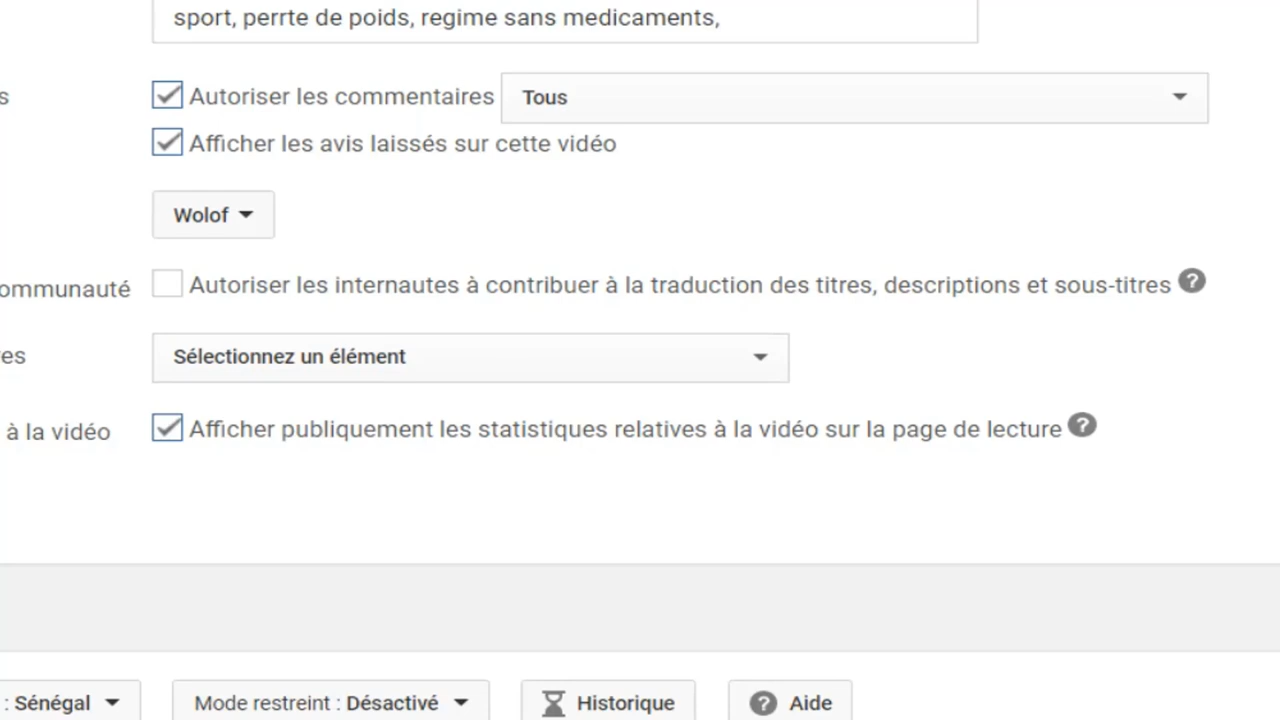 sport, perrte de poids, regime sans medicaments,
s Autoriser les commentaires Tous
Afficher les avis laissés sur cette vidéo
Wolof
ommunauté Autoriser les internautes à contribuer à la traduction des titres, descriptions et sous-titres ?
es Sélectionnez un élément
à la vidéo Afficher publiquement les statistiques relatives à la vidéo sur la page de lecture ?
: Sénégal Mode restreint : Désactivé Historique ? Aide